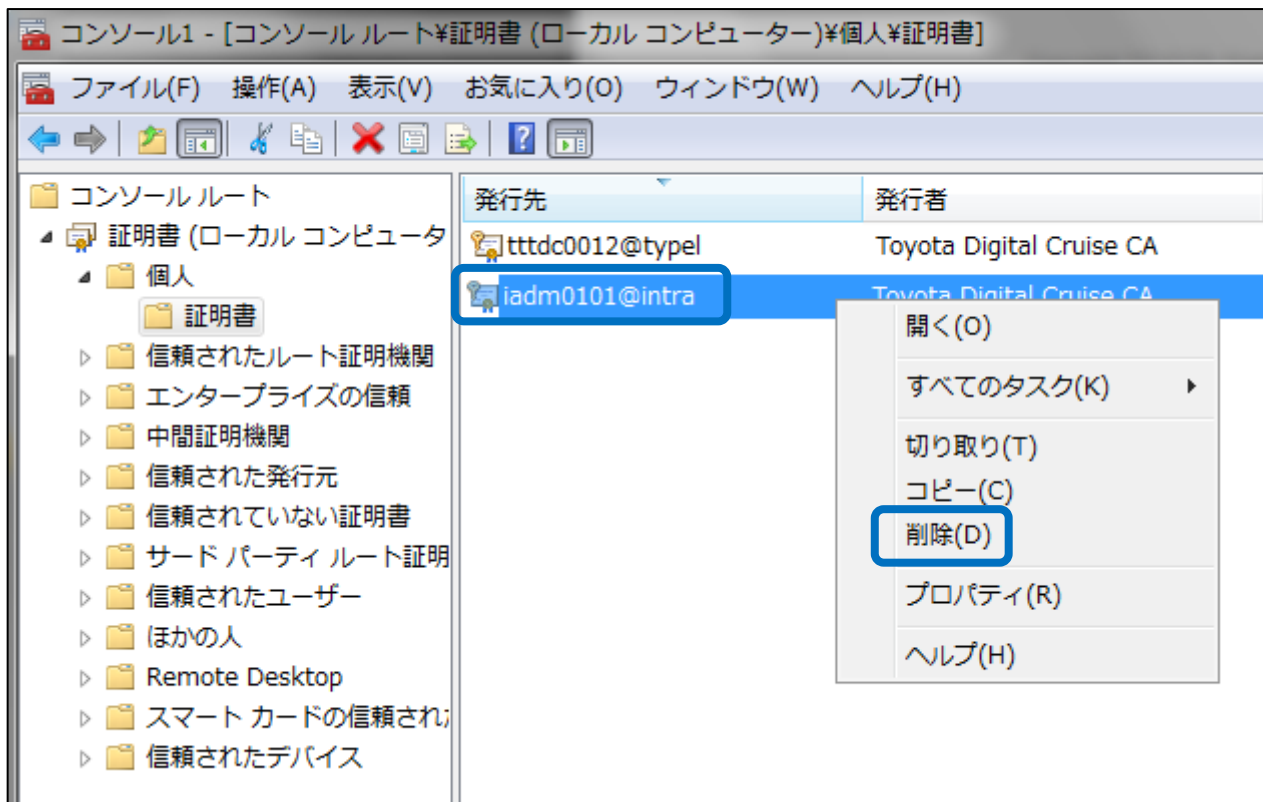 コンソール1 - [コンソール ルート¥証明書 (ローカル コンピューター)¥個人¥証明書]
ファイル(F) 操作(A) 表示(V) お気に入り(O) ウィンドウ(W) ヘルプ(H)
コンソール ルート
証明書 (ローカル コンピュータ
個人
証明書
信頼されたルート証明機関
エンタープライズの信頼
中間証明機関
信頼された発行元
信頼されていない証明書
サード パーティ ルート証明
信頼されたユーザー
ほかの人
Remote Desktop
スマート カードの信頼され
信頼されたデバイス
発行先 発行者
tttdc0012@typel Toyota Digital Cruise CA
iadm0101@intra Toyota Digital Cruise CA
開く(O)
すべてのタスク(K)
切り取り(T)
コピー(C)
削除(D)
プロパティ(R)
ヘルプ(H)